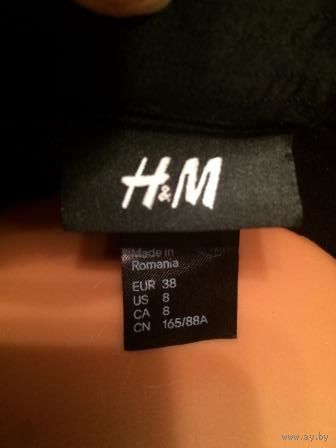 H&M
Made in
Romania
EUR 38
US 8
CA 8
CN 165/88A
www.ay.by